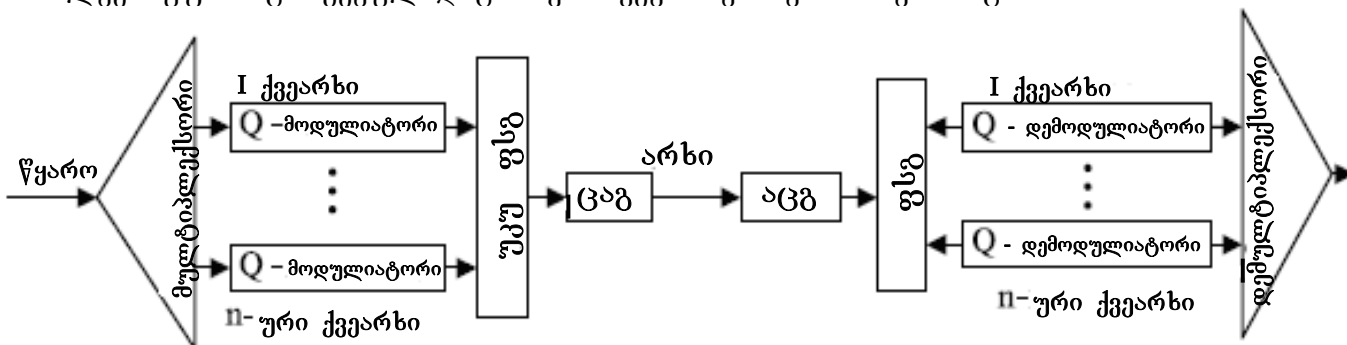 წყარო
მულტიპლექსორი
I ქვეარხი
Q –მოდულიატორი
Q –მოდულიატორი
n- ური ქვეარხი
უკუ ფსგ
ცაგ
არხი
აცგ
ფსგ
I ქვეარხი
Q - დემოდულიატორი
Q - დემოდულიატორი
n- ური ქვეარხი
დემულტიპლექსორი